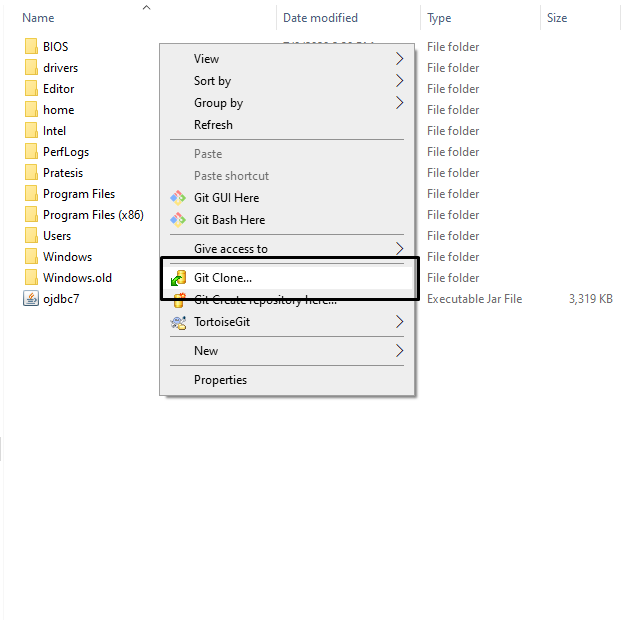 Name Date modified Type Size
BIOS File folder
drivers File folder
Editor File folder
home File folder
Intel File folder
PerfLogs File folder
Pratesis File folder
Program Files File folder
Program Files (x86) File folder
Users File folder
Windows File folder
Windows.old File folder
ojdbc7 Executable Jar File 3,319 KB
View
Sort by
Group by
Refresh
Paste
Paste shortcut
Git GUI Here
Git Bash Here
Give access to
Git Clone...
Git Create repository here...
TortoiseGit
New
Properties